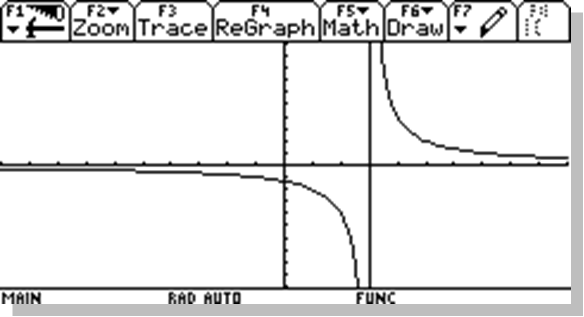 F1 F2 F3 F4 F5 F6 F7
Zoom Trace ReGraph Math Draw
MAIN RAD AUTO FUNC